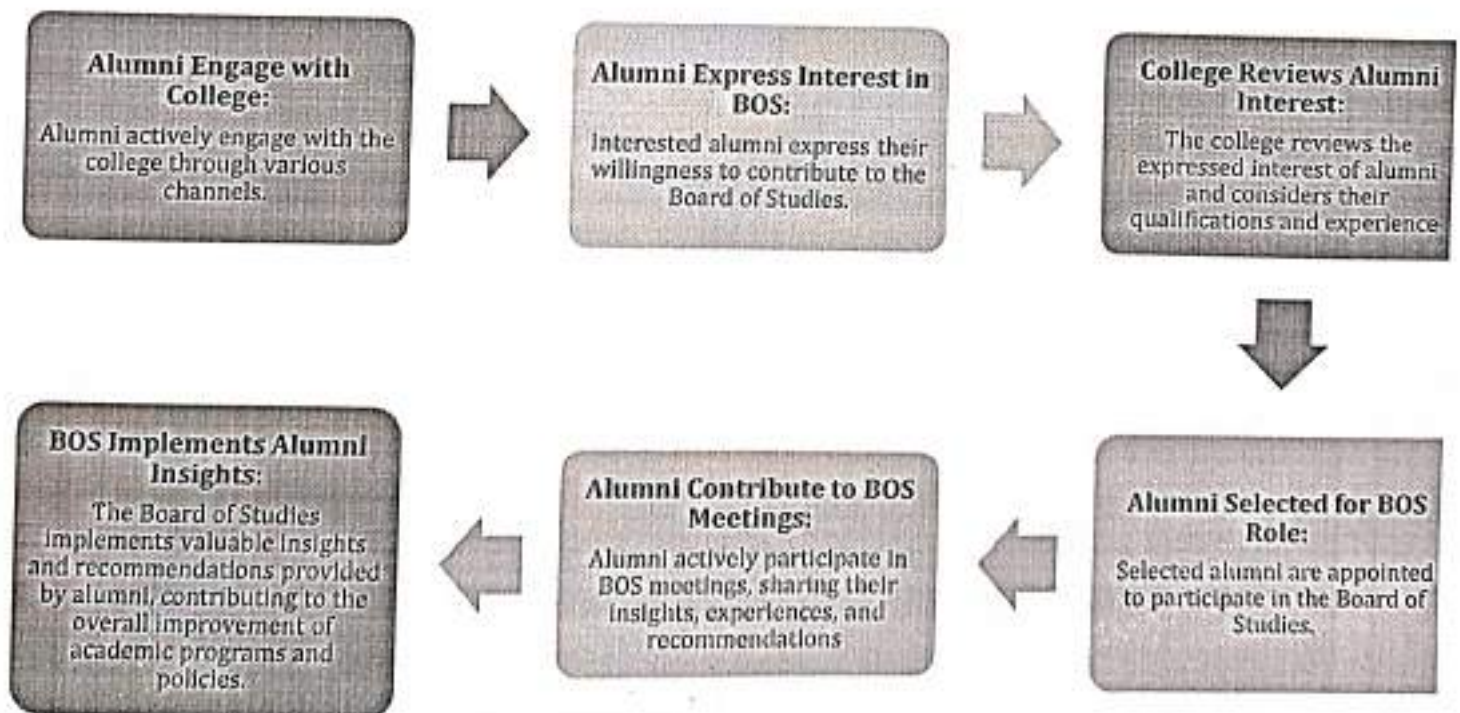 Alumni Engage with
College:
Alumni actively engage with the
college through various
channels.
Alumni Express Interest in
BOS:
Interested alumni express their
willingness to contribute to the
Board of Studies.
College Reviews Alumni
Interest:
The college reviews the
expressed interest of alumni
and considers their
qualifications and experience
Alumni Selected for BOS
Role:
Selected alumni are appointed
to participate in the Board of
Studies.
Alumni Contribute to BOS
Meetings:
Alumni actively participate in
BOS meetings, sharing their
insights, experiences, and
recommendations
BOS Implements Alumni
Insights:
The Board of Studies
implements valuable insights
and recommendations provided
by alumni, contributing to the
overall improvement of
academic programs and
policies.